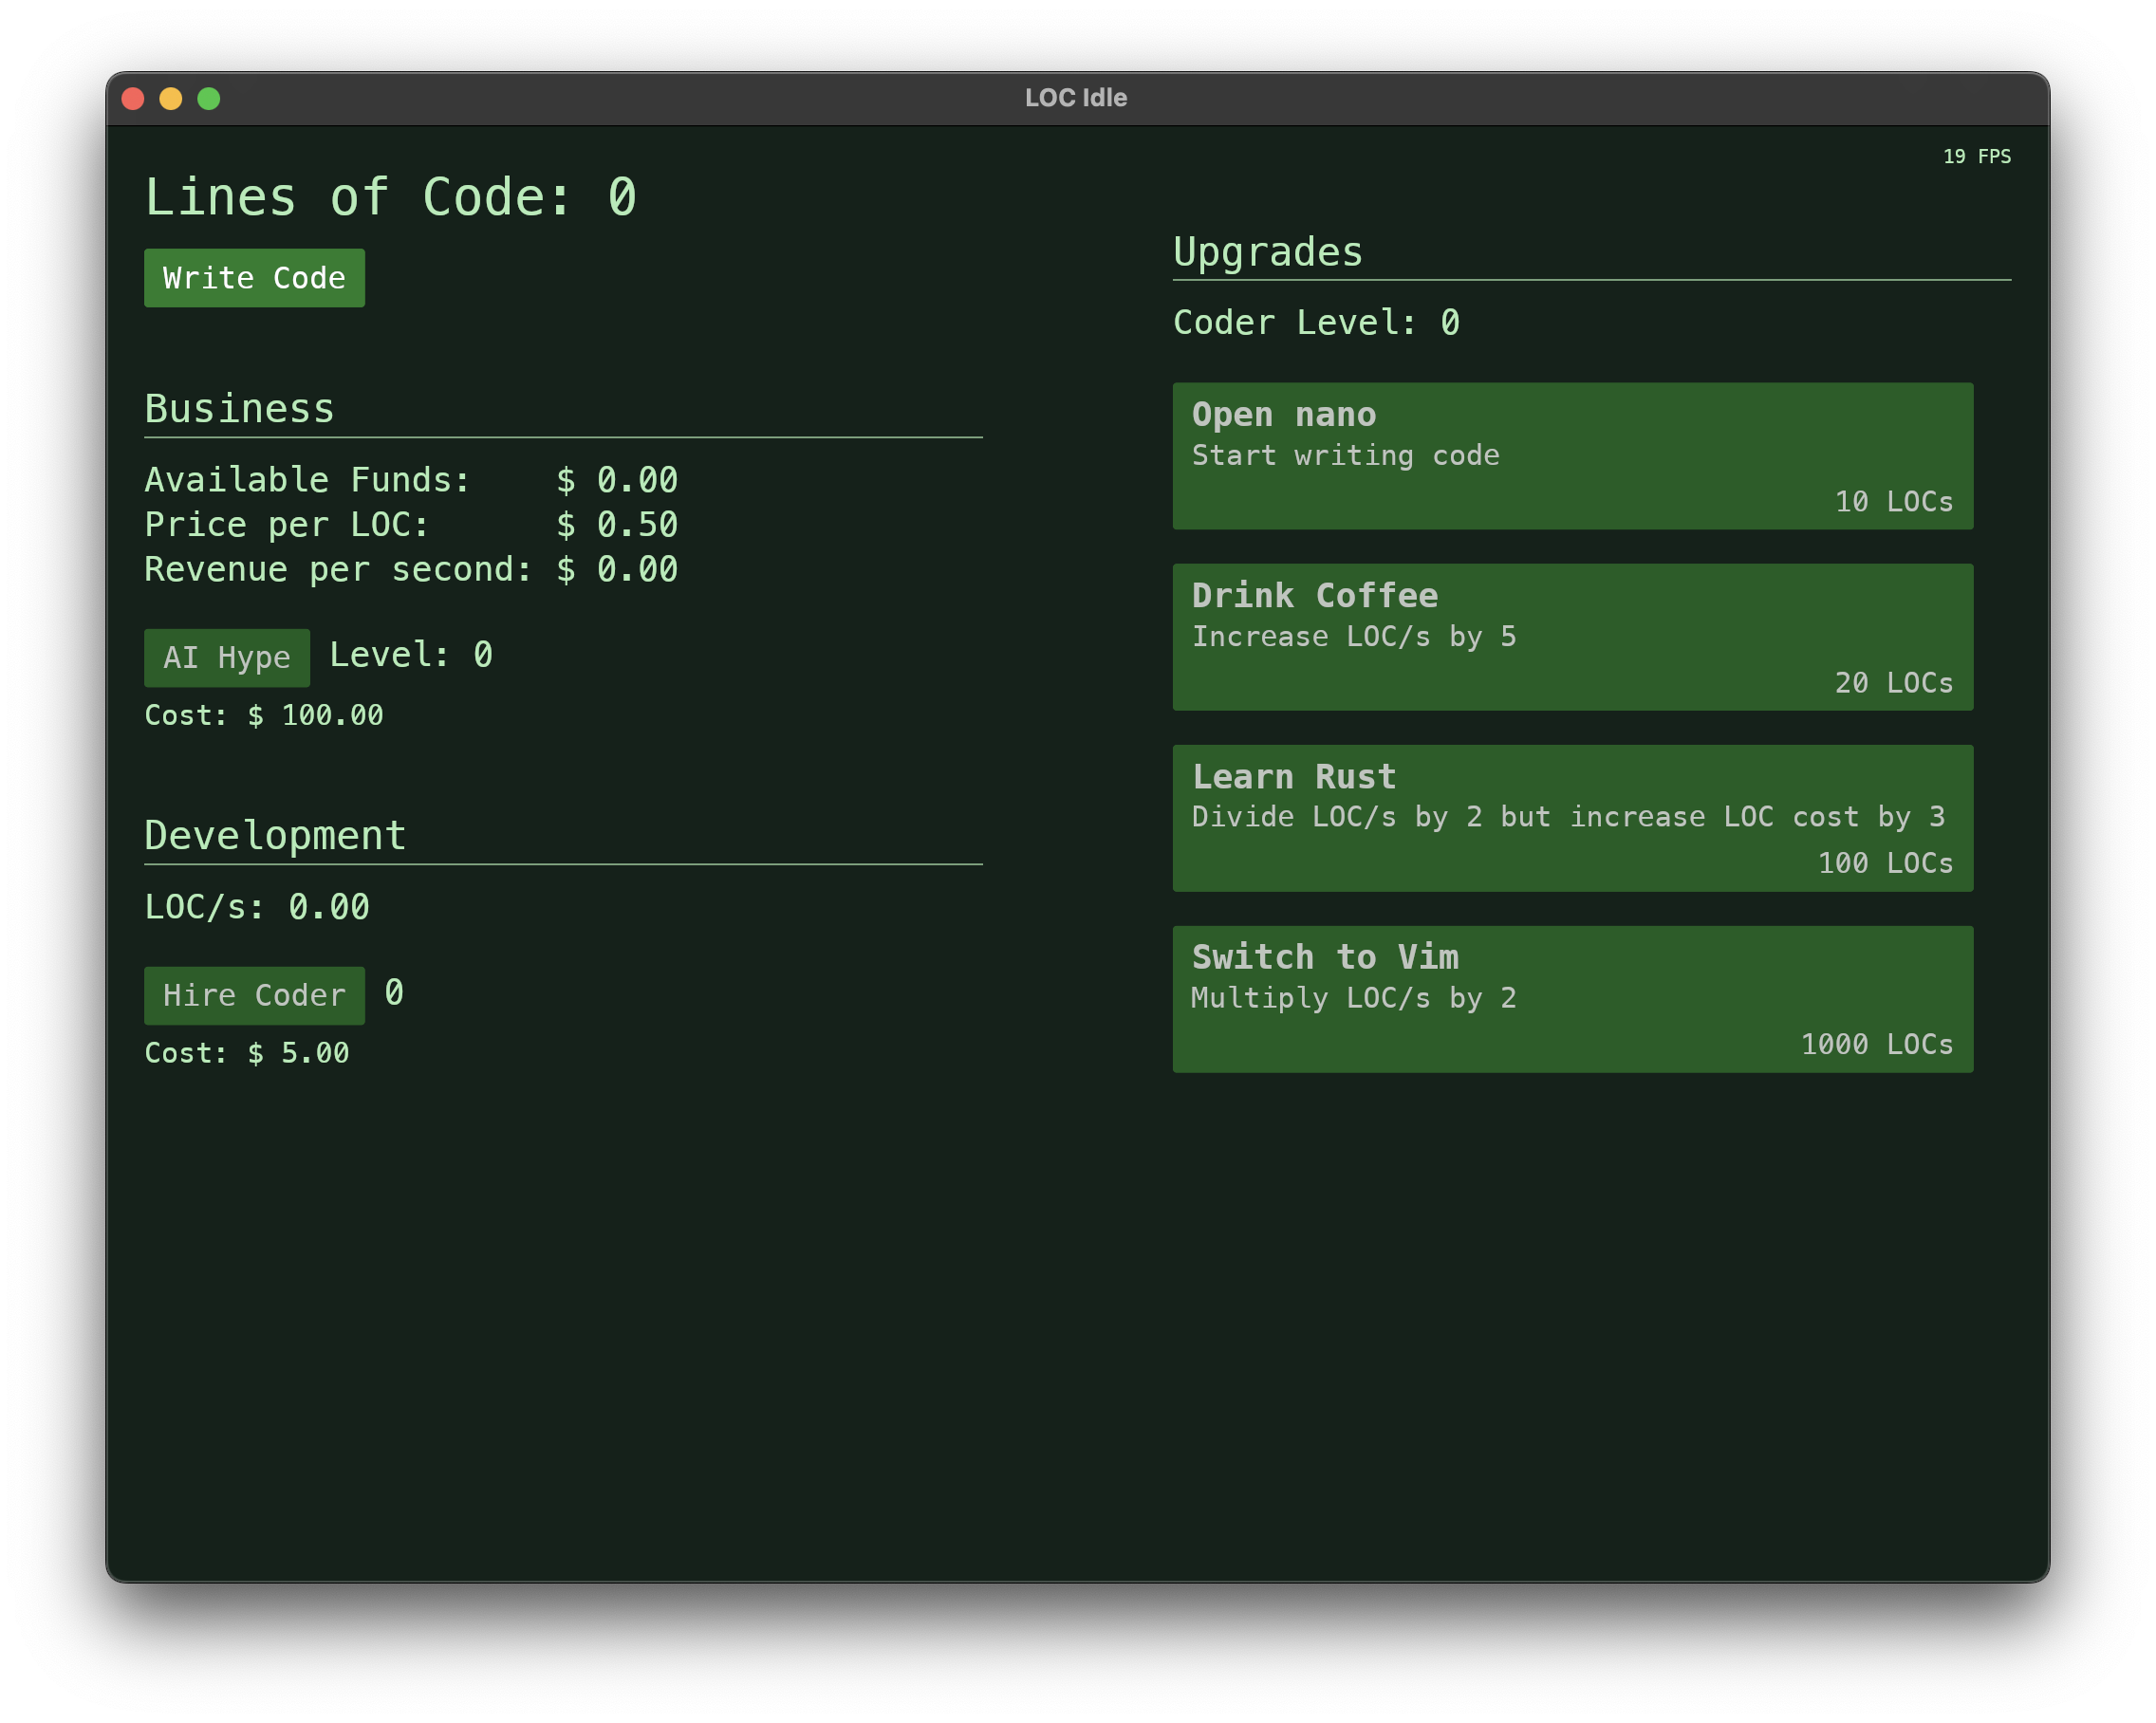 LOC Idle
19 FPS
Lines of Code: 0
Write Code
Business
Available Funds: $ 0.00
Price per LOC: $ 0.50
Revenue per second: $ 0.00
AI Hype Level: 0
Cost: $ 100.00
Development
LOC/s: 0.00
Hire Coder 0
Cost: $ 5.00
Upgrades
Coder Level: 0
Open nano
Start writing code
10 LOCs
Drink Coffee
Increase LOC/s by 5
20 LOCs
Learn Rust
Divide LOC/s by 2 but increase LOC cost by 3
100 LOCs
Switch to Vim
Multiply LOC/s by 2
1000 LOCs